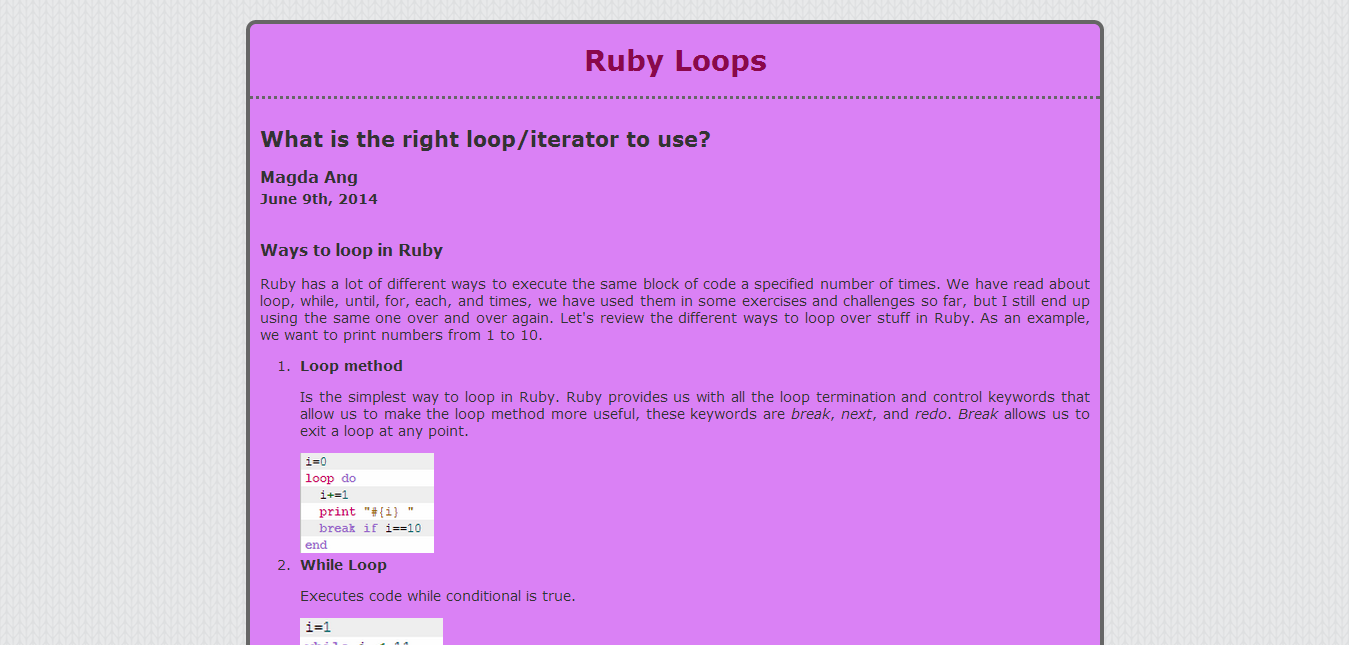 Ruby Loops
What is the right loop/iterator to use?
Magda Ang
June 9th, 2014
Ways to loop in Ruby
Ruby has a lot of different ways to execute the same block of code a specified number of times. We have read about
loop, while, until, for, each, and times, we have used them in some exercises and challenges so far, but I still end up
using the same one over and over again. Let's review the different ways to loop over stuff in Ruby. As an example,
we want to print numbers from 1 to 10.
1. Loop method
Is the simplest way to loop in Ruby. Ruby provides us with all the loop termination and control keywords that
allow us to make the loop method more useful, these keywords are break, next, and redo. Break allows us to
exit a loop at any point.
i=0
loop do
  i+=1
  print "#{i} "
  break if i==10
end
2. While Loop
Executes code while conditional is true.
i=1